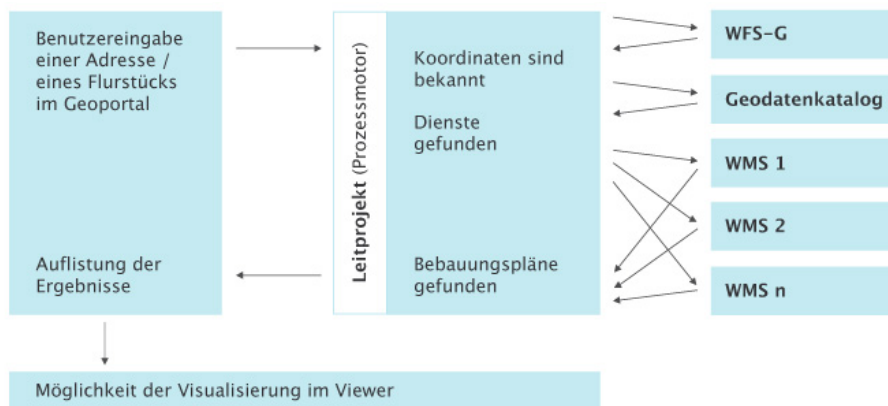 Benutzereingabe
einer Adresse /
eines Flurstücks
im Geoportal
Auflistung der
Ergebnisse
Leitprojekt (Prozessmotor)
Koordinaten sind
bekannt
Dienste
gefunden
Bebauungspläne
gefunden
WFS-G
Geodatenkatalog
WMS 1
WMS 2
WMS n
Möglichkeit der Visualisierung im Viewer